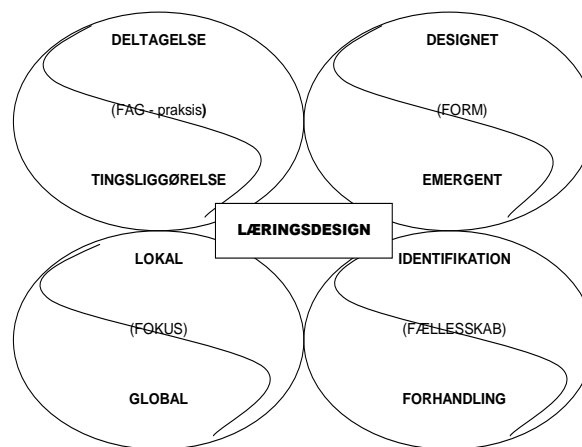 DELTAGELSE
(FAG - praksis)
TINGSLIGGØRELSE
DESIGNET
(FORM)
EMERGENT
LÆRINGSDESIGN
LOKAL
(FOKUS)
GLOBAL
IDENTIFIKATION
(FÆLLESSKAB)
FORHANDLING